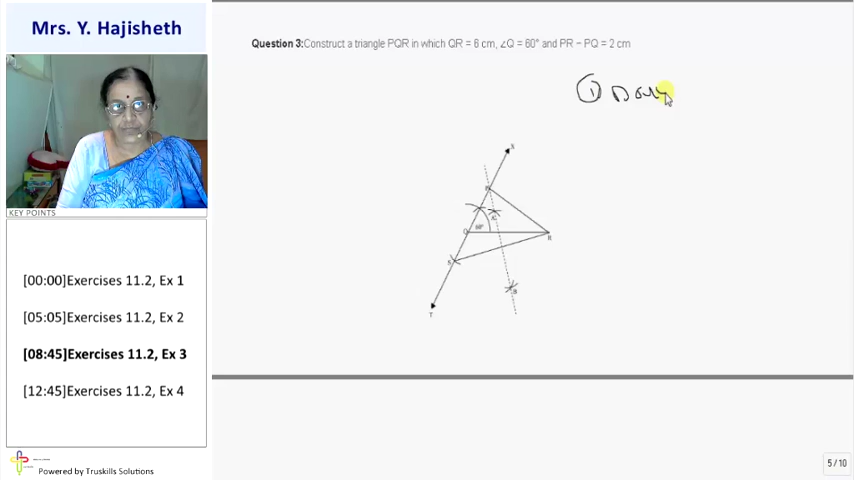 Mrs. Y. Hajisheth
KEY POINTS
[00:00]Exercises 11.2, Ex 1
[05:05]Exercises 11.2, Ex 2
[08:45]Exercises 11.2, Ex 3
[12:45]Exercises 11.2, Ex 4
Powered by Truskills Solutions
Question 3:Construct a triangle PQR in which QR = 6 cm, ∠Q = 60° and PR − PQ = 2 cm
①
X
P
Q
60°
R
S
B
T
5 / 10